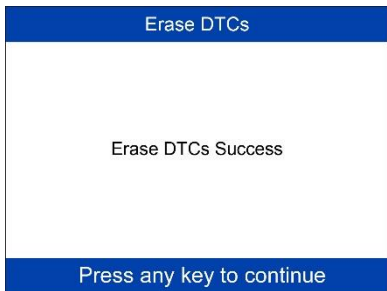 Erase DTCs
Erase DTCs Success
Press any key to continue